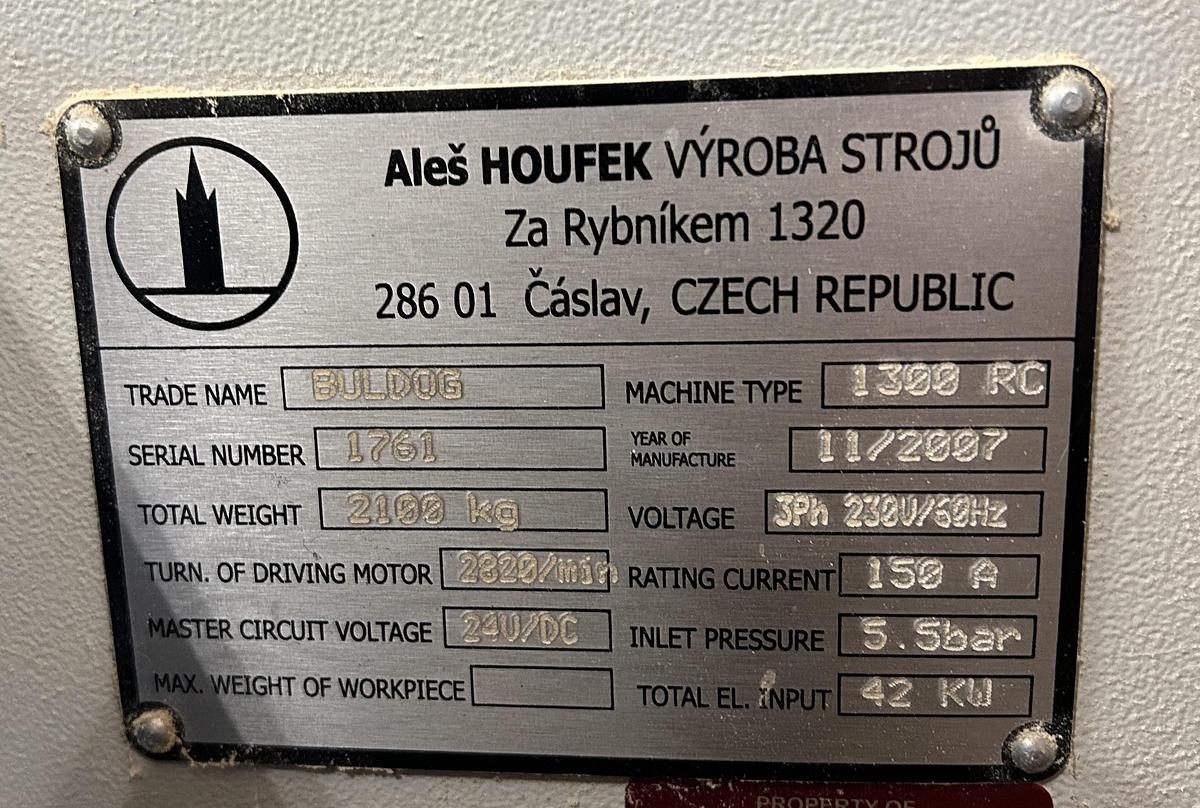 Aleš HOUFEK VÝROBA STROJŮ
Za Rybníkem 1320
286 01 Čáslav, CZECH REPUBLIC
TRADE NAME BULDOG MACHINE TYPE 1300 RC
SERIAL NUMBER 1761 YEAR OF MANUFACTURE 11/2007
TOTAL WEIGHT 2100 kg VOLTAGE 3Ph 230V/60Hz
TURN. OF DRIVING MOTOR 2820/min RATING CURRENT 150 A
MASTER CIRCUIT VOLTAGE 24V/DC INLET PRESSURE 5.5bar
MAX. WEIGHT OF WORKPIECE TOTAL EL. INPUT 42 KW
PROPERTY OF